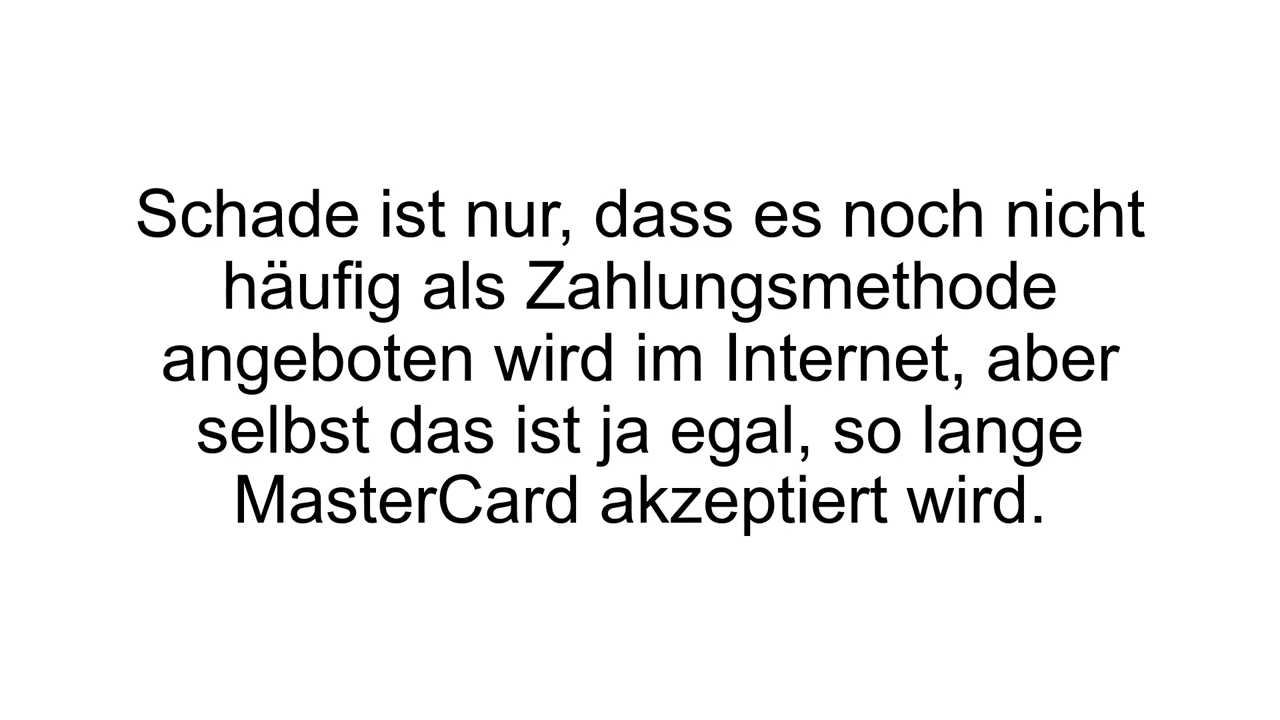 Schade ist nur, dass es noch nicht
häufig als Zahlungsmethode
angeboten wird im Internet, aber
selbst das ist ja egal, so lange
MasterCard akzeptiert wird.